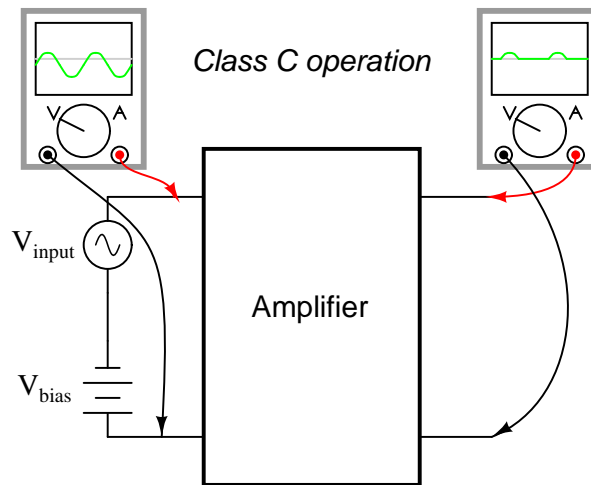 Class C operation
V A
V A
V_input
Amplifier
V_bias